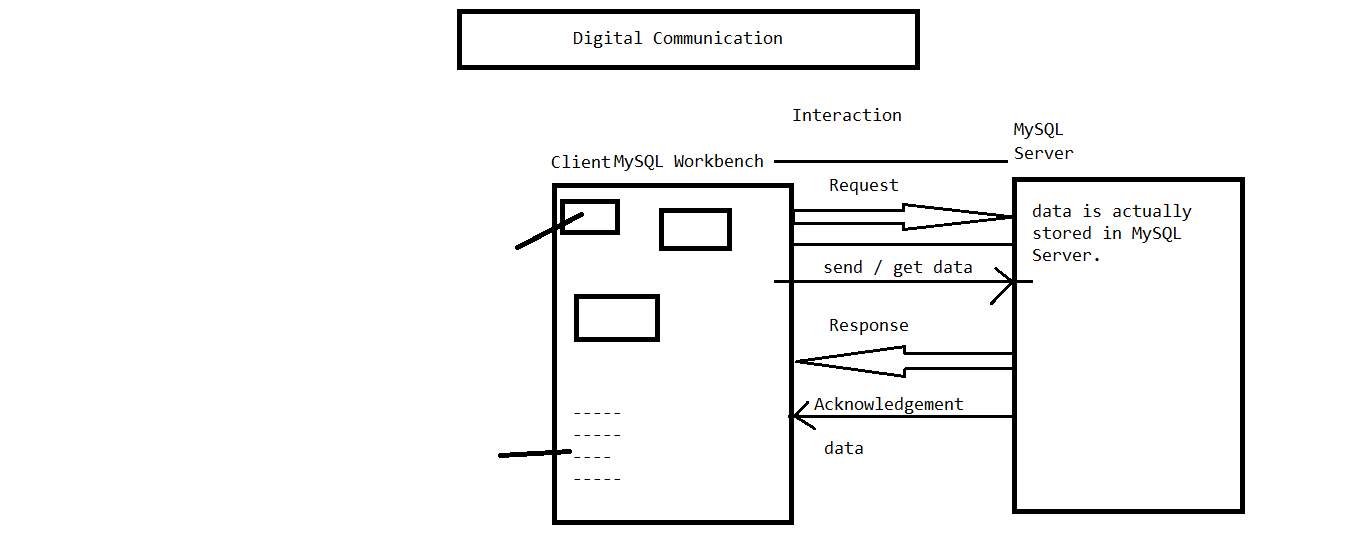 Digital Communication
Interaction
MySQL
Server
Client MySQL Workbench
Request
data is actually
stored in MySQL
Server.
send / get data
Response
Acknowledgement
data
-----
-----
----
-----